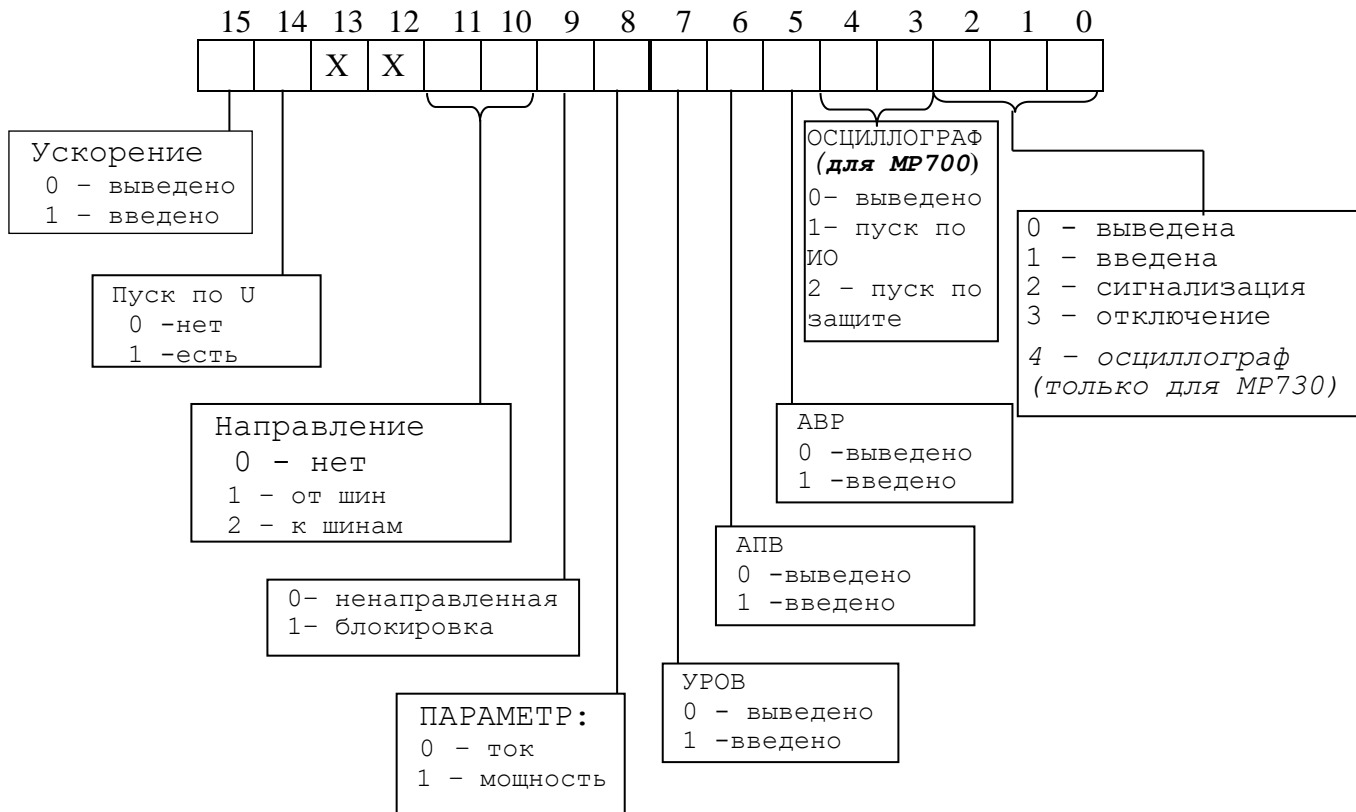 15 14 13 12 11 10 9 8 7 6 5 4 3 2 1 0
X X
Ускорение
0 – выведено
1 – введено
Пуск по U
0 -нет
1 -есть
Направление
0 - нет
1 – от шин
2 – к шинам
0– ненаправленная
1– блокировка
ПАРАМЕТР:
0 – ток
1 – мощность
УРОВ
0 - выведено
1 -введено
АПВ
0 -выведено
1 -введено
АВР
0 -выведено
1 -введено
ОСЦИЛЛОГРАФ
(для МР700)
0– выведено
1– пуск по
ИО
2 – пуск по
защите
0 - выведена
1 – введена
2 – сигнализация
3 – отключение
4 – осциллограф
(только для МР730)